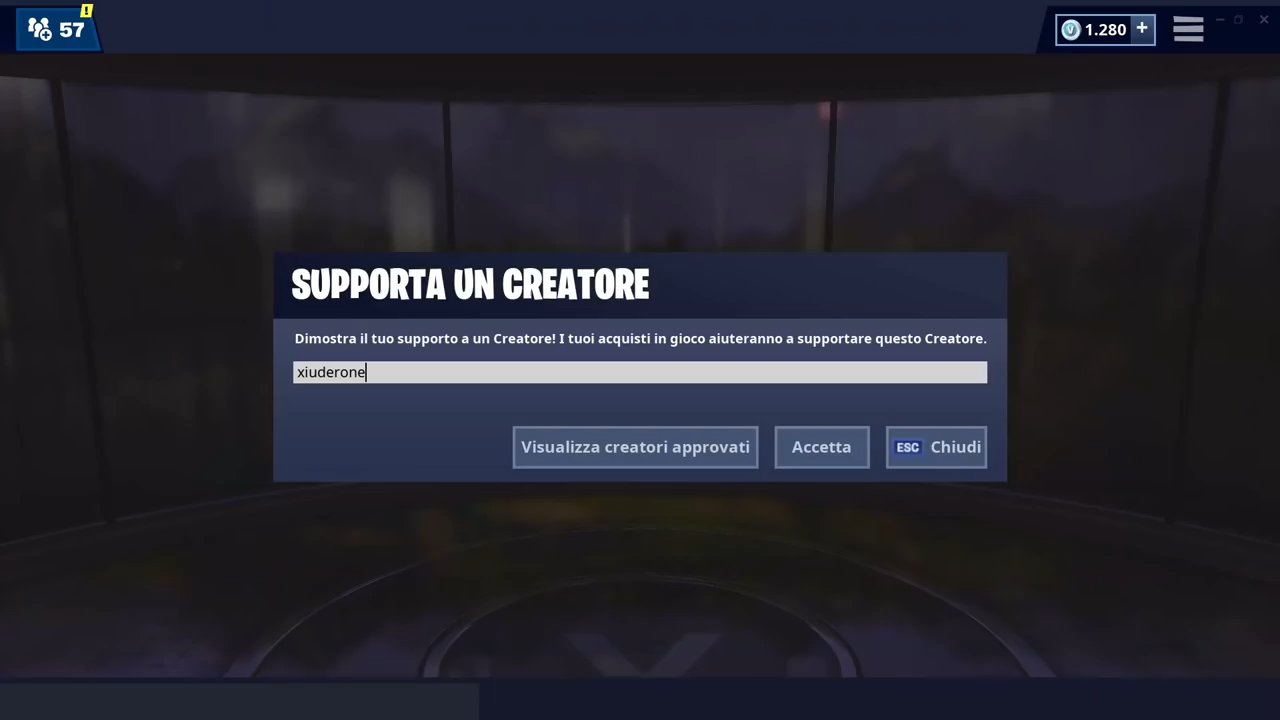 !
57
1.280 +
SUPPORTA UN CREATORE
Dimostra il tuo supporto a un Creatore! I tuoi acquisti in gioco aiuteranno a supportare questo Creatore.
xiuderone
Visualizza creatori approvati
Accetta
ESC Chiudi